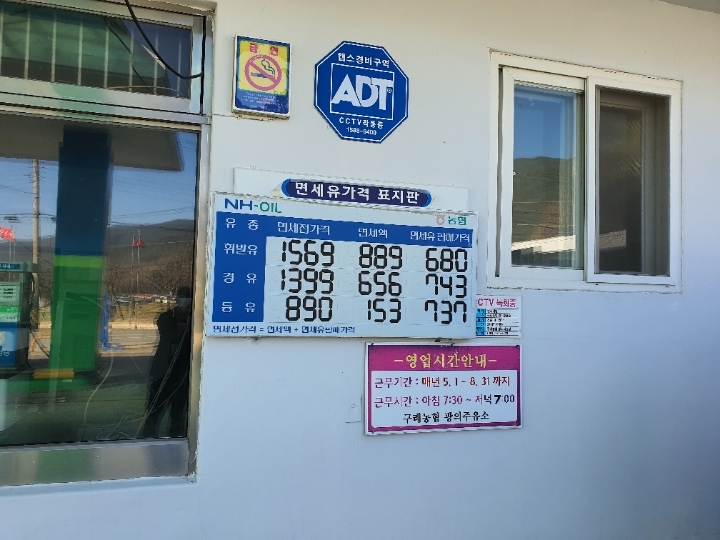 금연
캡스경비구역
ADT
CCTV작동중
1588-6400
면세유가격 표지판
NH-OIL 농협
유종 면세전가격 면세액 면세유판매가격
휘발유 1569 889 680
경유 1399 656 743
등유 890 153 737
면세전가격 = 면세액 + 면세유판매가격
CCTV 녹화중
-영업시간안내-
근무기간 : 매년 5. 1 ~ 8. 31 까지
근무시간 : 아침 7:30 ~ 저녁 7:00
구례농협 광의주유소